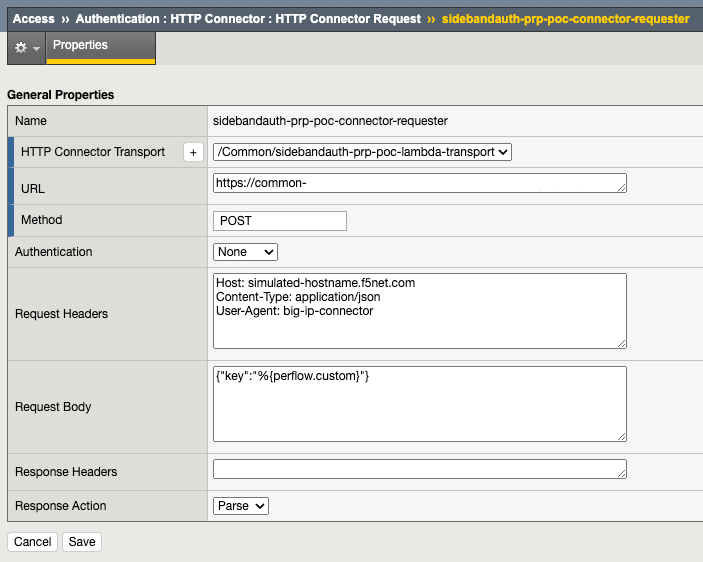 Access ›› Authentication : HTTP Connector : HTTP Connector Request ›› sidebandauth-prp-poc-connector-requester
Properties
General Properties
Name sidebandauth-prp-poc-connector-requester
HTTP Connector Transport + /Common/sidebandauth-prp-poc-lambda-transport
URL https://common-
Method POST
Authentication None
Request Headers
Host: simulated-hostname.f5net.com
Content-Type: application/json
User-Agent: big-ip-connector
Request Body
{"key":"%{perflow.custom}"}
Response Headers
Response Action Parse
Cancel Save